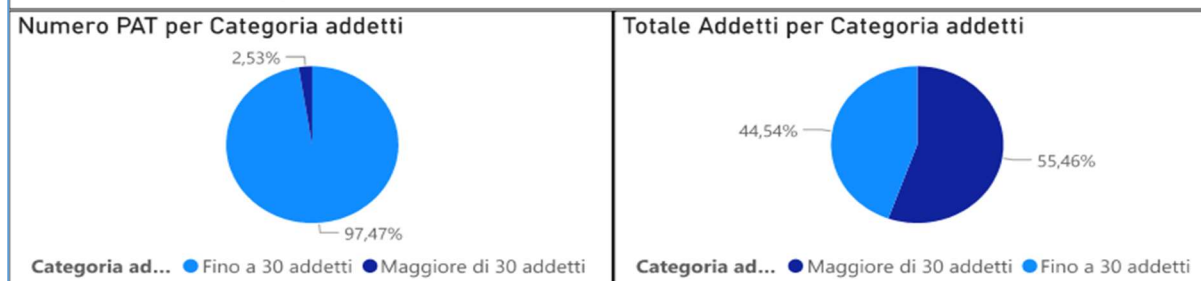 Numero PAT per Categoria addetti
2,53%
97,47%
Categoria ad... Fino a 30 addetti Maggiore di 30 addetti
Totale Addetti per Categoria addetti
44,54%
55,46%
Categoria ad... Maggiore di 30 addetti Fino a 30 addetti